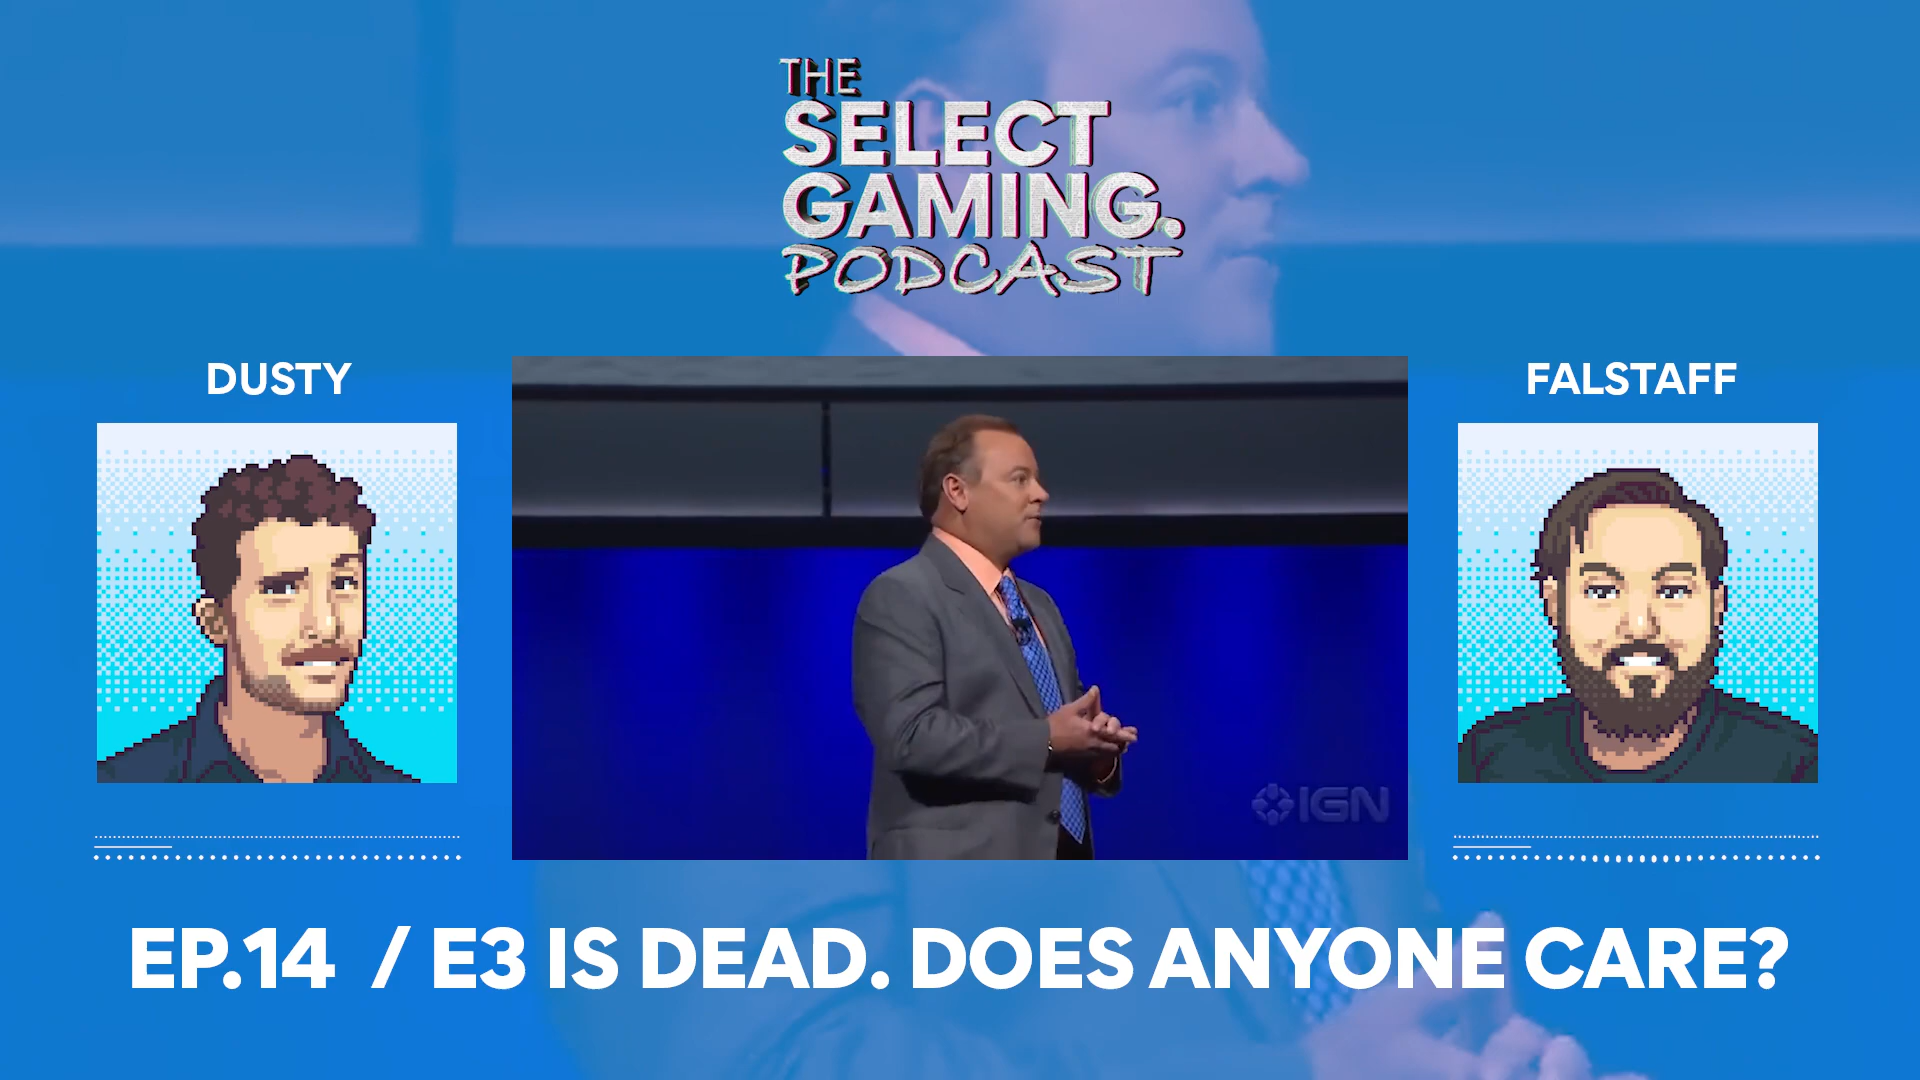 THE
SELECT
GAMING.
PODCAST
DUSTY
FALSTAFF
IGN
EP.14 / E3 IS DEAD. DOES ANYONE CARE?